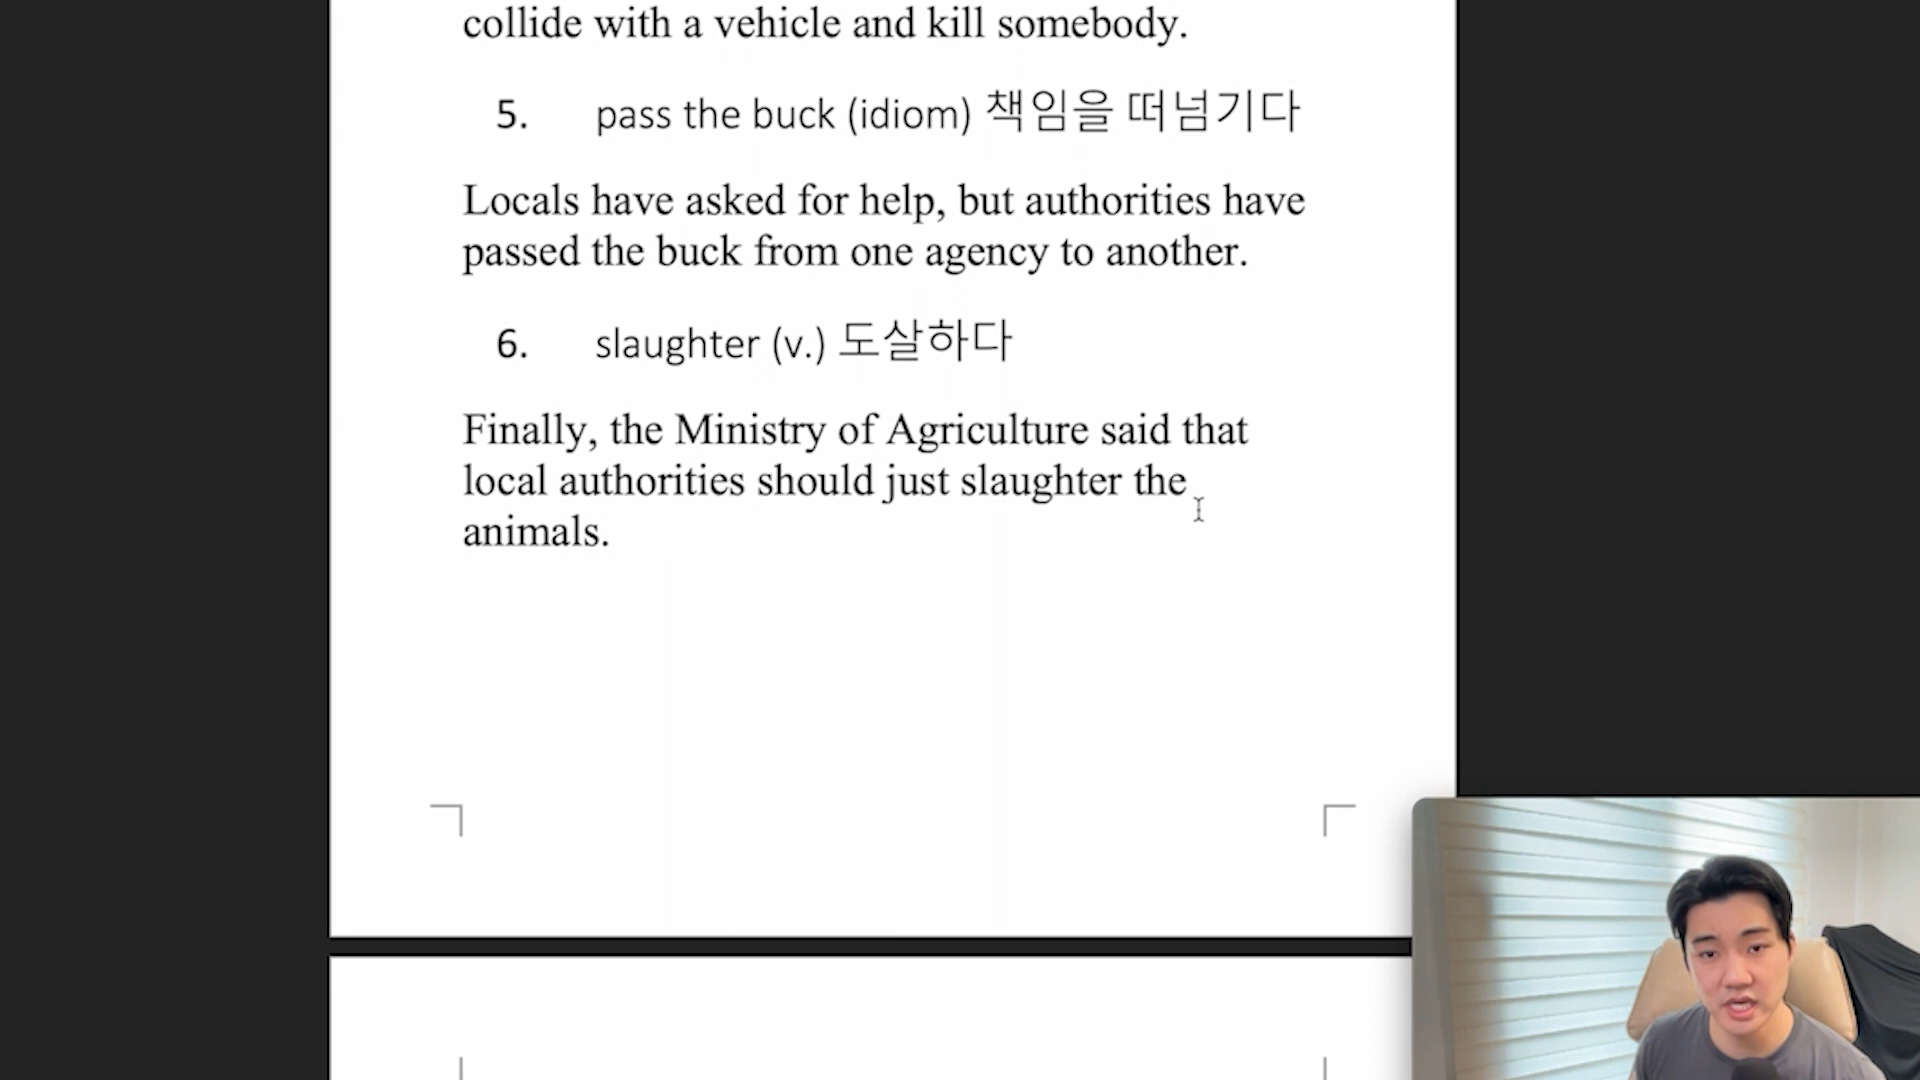 collide with a vehicle and kill somebody.
5. pass the buck (idiom) 책임을 떠넘기다
Locals have asked for help, but authorities have
passed the buck from one agency to another.
6. slaughter (v.) 도살하다
Finally, the Ministry of Agriculture said that
local authorities should just slaughter the
animals.